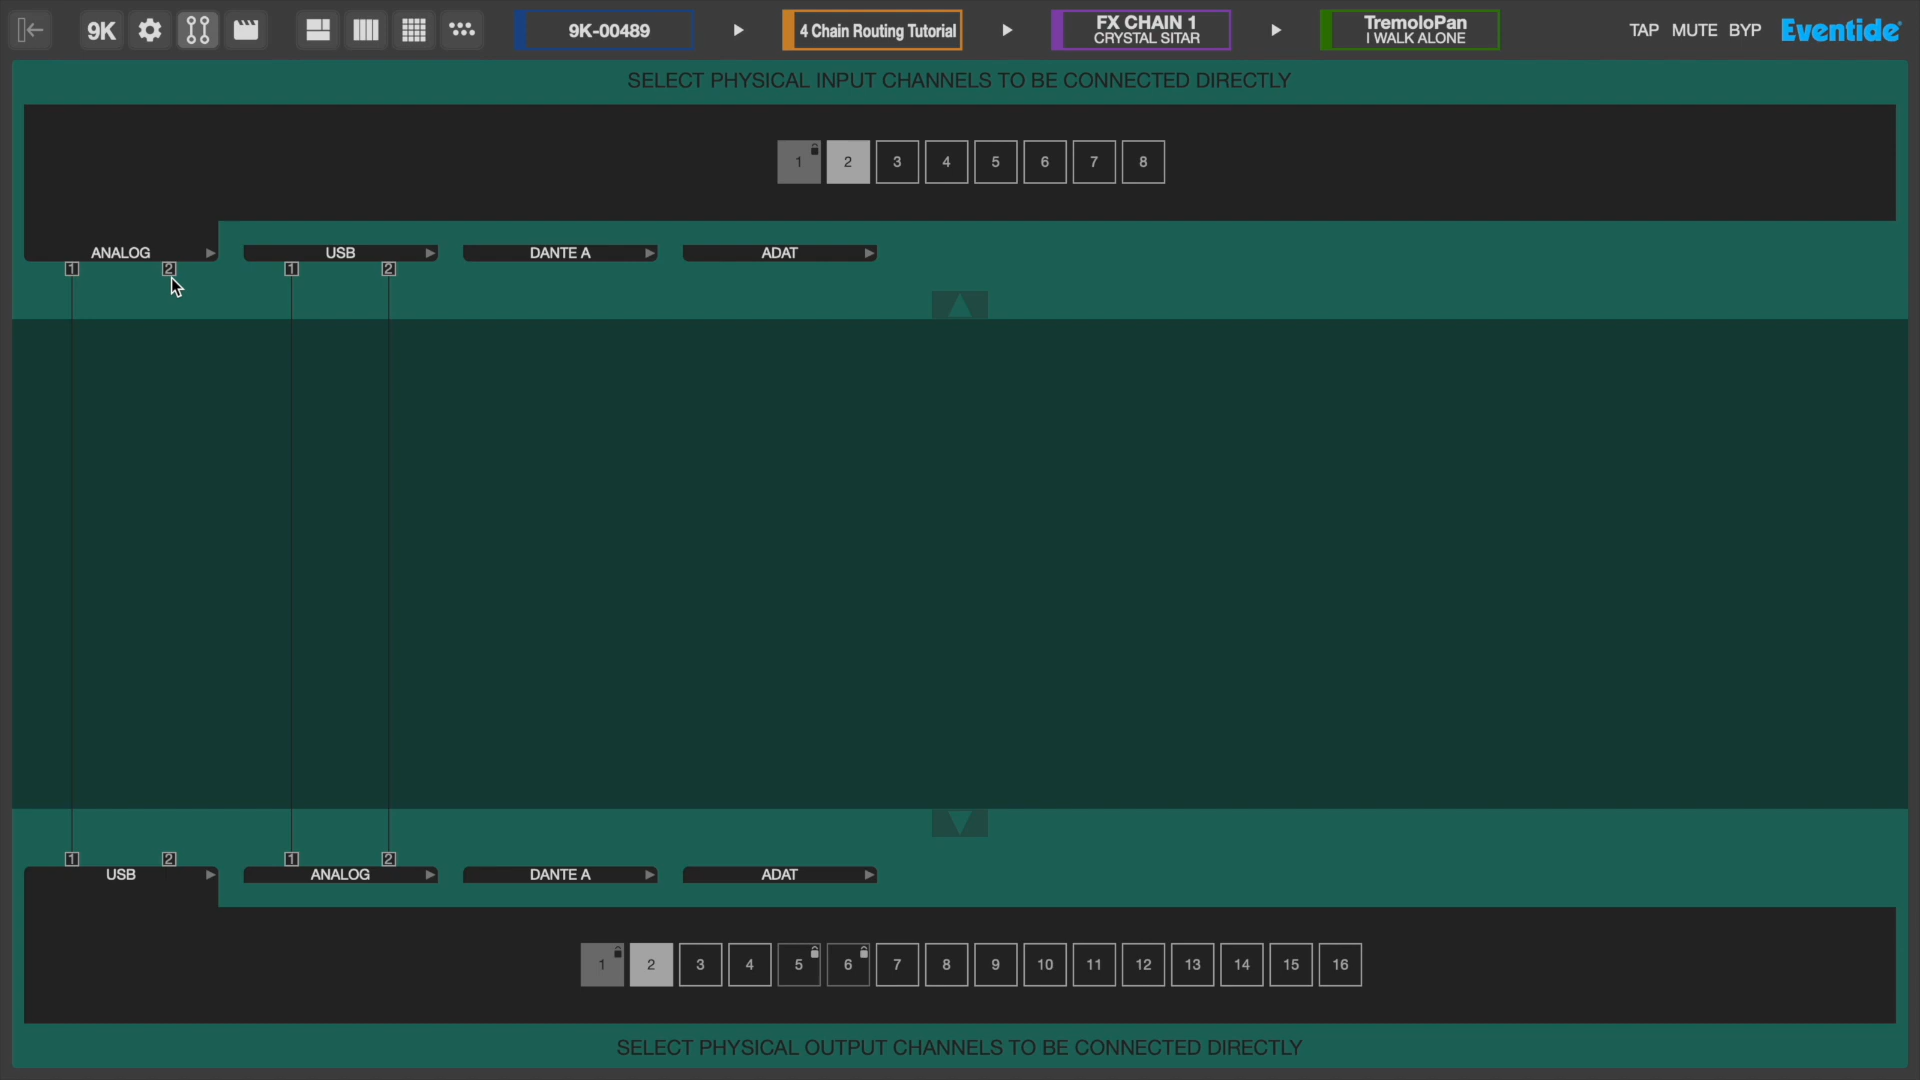 9K
9K-00489
4 Chain Routing Tutorial
FX CHAIN 1
CRYSTAL SITAR
TremoloPan
I WALK ALONE
TAP MUTE BYP
Eventide
SELECT PHYSICAL INPUT CHANNELS TO BE CONNECTED DIRECTLY
1 2 3 4 5 6 7 8
ANALOG USB DANTE A ADAT
1 2 1 2
1 2 1 2
USB ANALOG DANTE A ADAT
1 2 3 4 5 6 7 8 9 10 11 12 13 14 15 16
SELECT PHYSICAL OUTPUT CHANNELS TO BE CONNECTED DIRECTLY